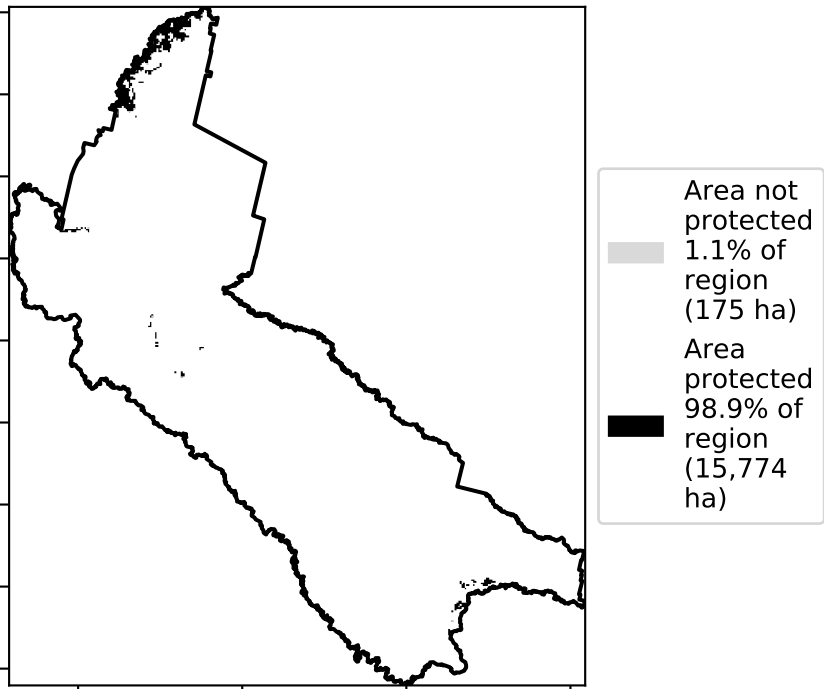 Area not
protected
1.1% of
region
(175 ha)
Area
protected
98.9% of
region
(15,774
ha)